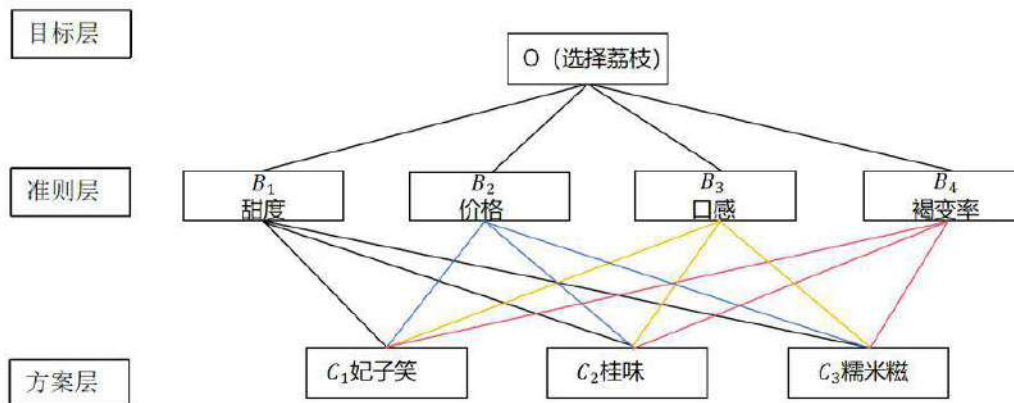 目标层
O（选择荔枝）
准则层
B₁
甜度
B₂
价格
B₃
口感
B₄
褐变率
方案层
C₁妃子笑
C₂桂味
C₃糯米糍